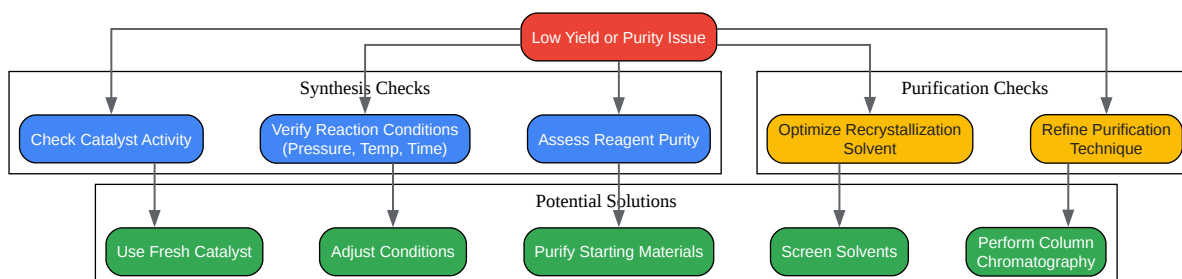 Low Yield or Purity Issue
Synthesis Checks
Purification Checks
Check Catalyst Activity
Verify Reaction Conditions
(Pressure, Temp, Time)
Assess Reagent Purity
Optimize Recrystallization
Solvent
Refine Purification
Technique
Potential Solutions
Use Fresh Catalyst
Adjust Conditions
Purify Starting Materials
Screen Solvents
Perform Column
Chromatography